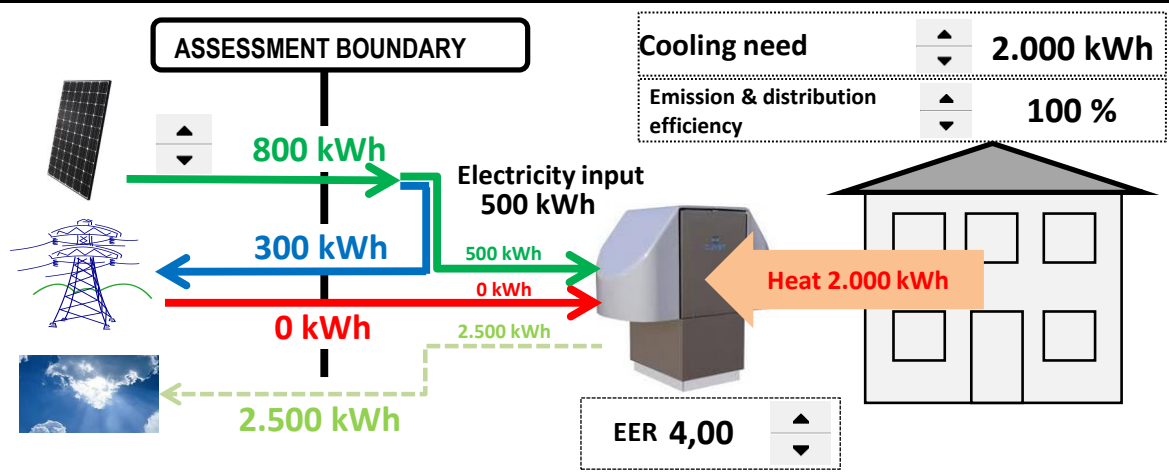 ASSESSMENT BOUNDARY
Cooling need
2.000 kWh
Emission & distribution
efficiency
100 %
800 kWh
Electricity input
500 kWh
300 kWh
500 kWh
0 kWh
Heat 2.000 kWh
0 kWh
2.500 kWh
2.500 kWh
EER 4,00